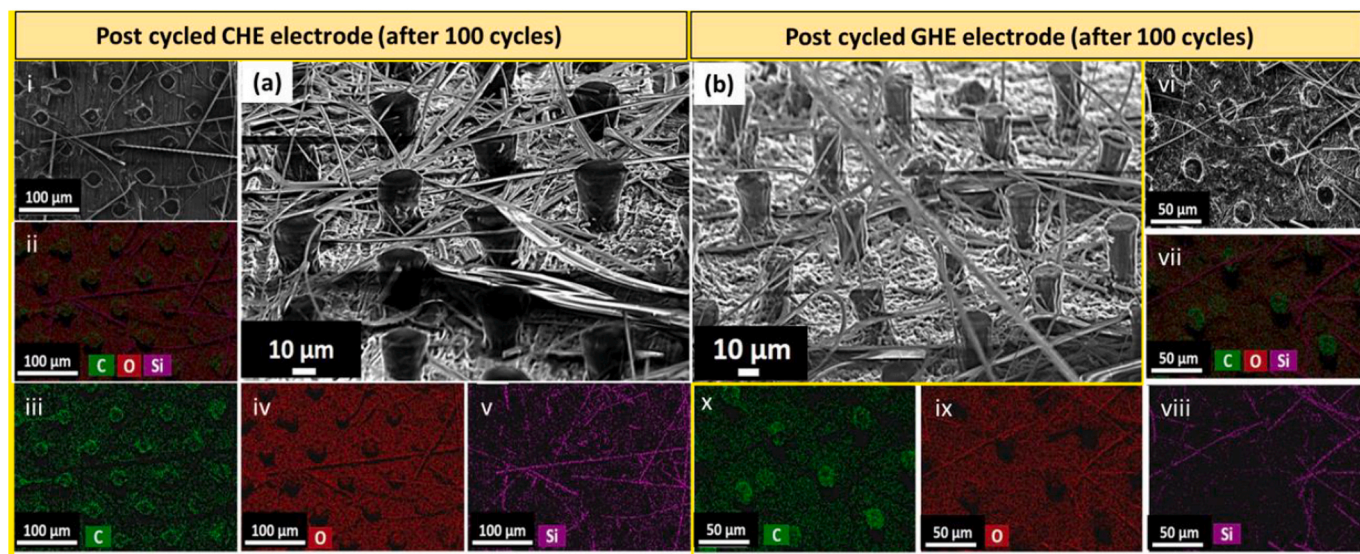 Post cycled CHE electrode (after 100 cycles)
Post cycled GHE electrode (after 100 cycles)
i
100 µm
(a)
10 µm
(b)
10 µm
vi
50 µm
ii
100 µm
C O Si
vii
50 µm
C O Si
iii
100 µm
C
iv
100 µm
O
v
100 µm
Si
x
50 µm
C
ix
50 µm
O
viii
50 µm
Si